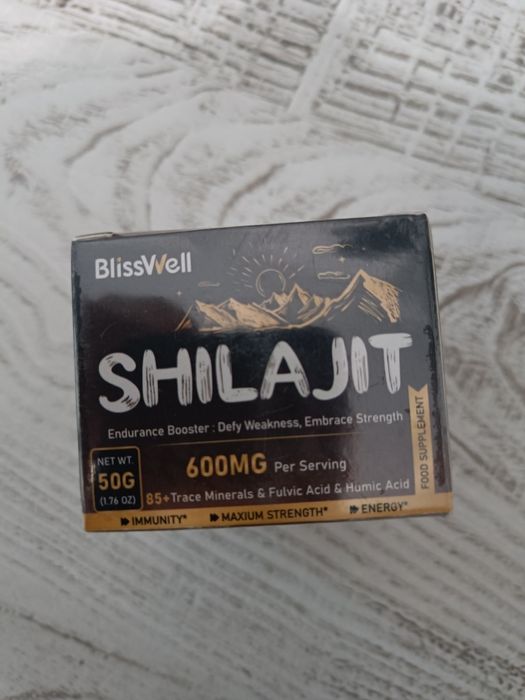 BlissWell
SHILAJIT
Endurance Booster : Defy Weakness, Embrace Strength
NET WT.
50G
(1.76 OZ)
600MG Per Serving
85+Trace Minerals & Fulvic Acid & Humic Acid
FOOD SUPPLEMENT
IMMUNITY* MAXIUM STRENGTH* ENERGY*